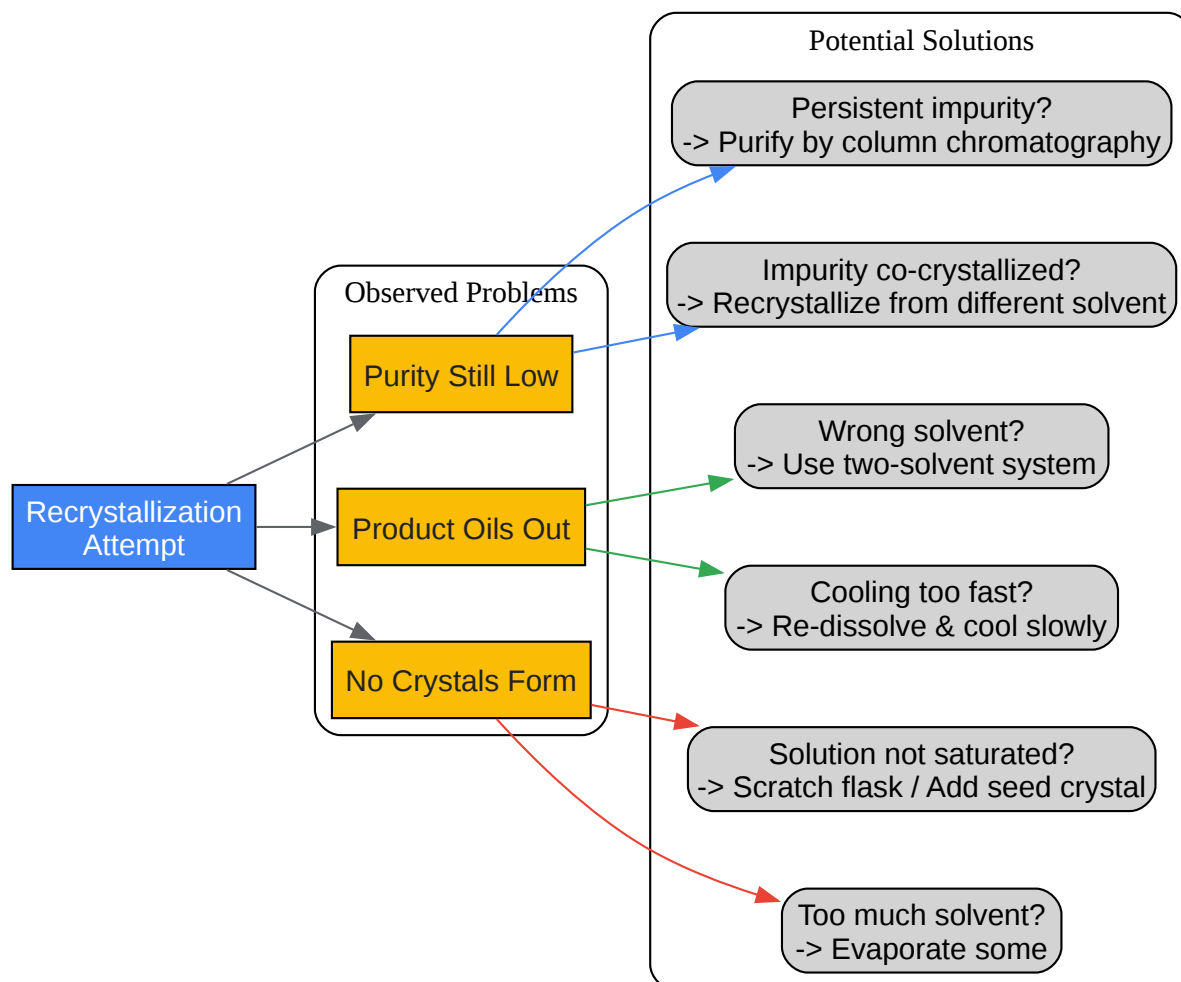 Potential Solutions
Persistent impurity?
-> Purify by column chromatography
Impurity co-crystallized?
-> Recrystallize from different solvent
Observed Problems
Purity Still Low
Wrong solvent?
-> Use two-solvent system
Recrystallization
Attempt
Product Oils Out
Cooling too fast?
-> Re-dissolve & cool slowly
No Crystals Form
Solution not saturated?
-> Scratch flask / Add seed crystal
Too much solvent?
-> Evaporate some